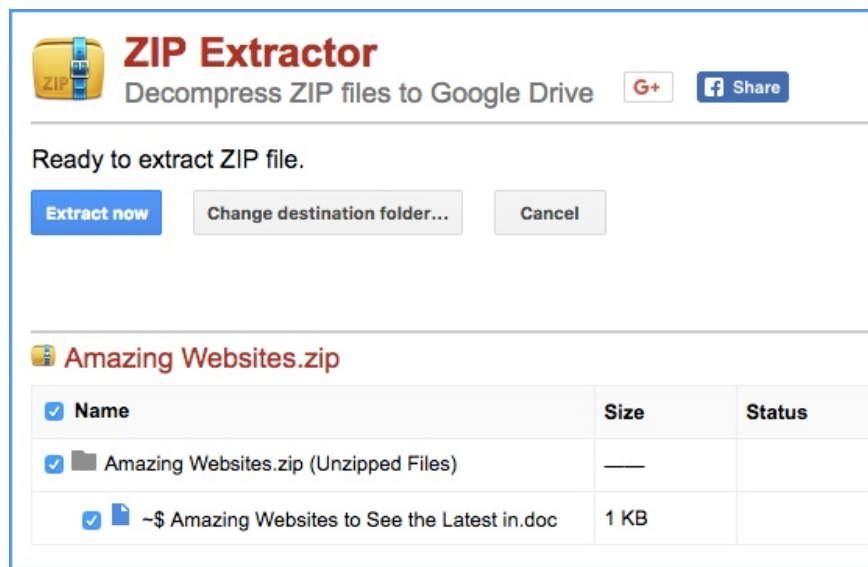 ZIP Extractor
ZIP
Decompress ZIP files to Google Drive
G+
f Share
Ready to extract ZIP file.
Extract now Change destination folder... Cancel
Amazing Websites.zip
Name Size Status
Amazing Websites.zip (Unzipped Files) ——
~$ Amazing Websites to See the Latest in.doc 1 KB